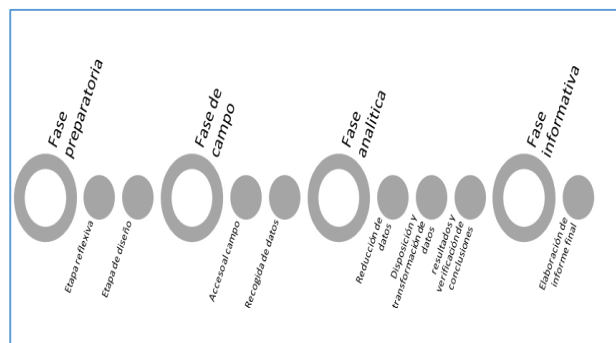 Fase
preparatoria
Etapa reflexiva
Etapa de diseño
Fase de
campo
Acceso al campo
Recogida de datos
Fase
analitica
Reducción de
datos
Disposición y
transformación de
datos
resultados y
verificación de
conclusiones
Fase
informativa
Elaboración de
informe final